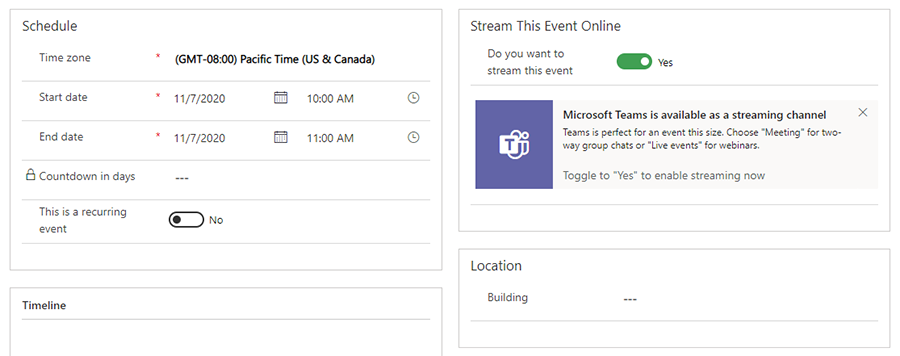 Schedule
Time zone * (GMT-08:00) Pacific Time (US & Canada)
Start date * 11/7/2020 10:00 AM
End date * 11/7/2020 11:00 AM
Countdown in days ---
This is a recurring
event
No
Timeline
Stream This Event Online
Do you want to
stream this event
Yes
Microsoft Teams is available as a streaming channel
Teams is perfect for an event this size. Choose "Meeting" for two-
way group chats or "Live events" for webinars.
Toggle to "Yes" to enable streaming now
Location
Building ---